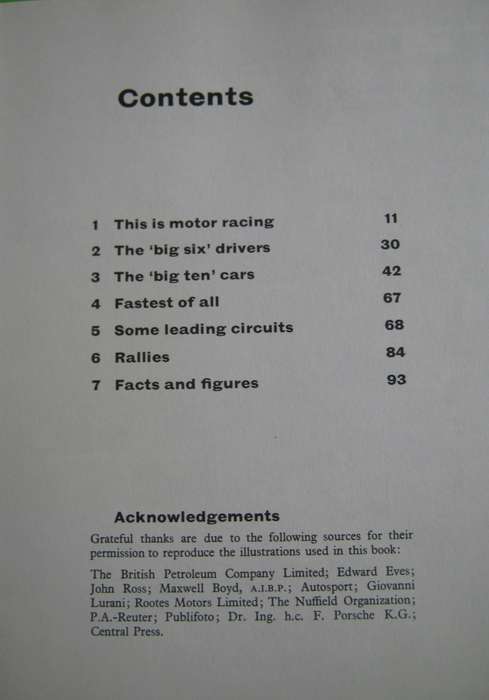 Contents
1 This is motor racing 11
2 The ‘big six’ drivers 30
3 The ‘big ten’ cars 42
4 Fastest of all 67
5 Some leading circuits 68
6 Rallies 84
7 Facts and figures 93
Acknowledgements
Grateful thanks are due to the following sources for their
permission to reproduce the illustrations used in this book:
The British Petroleum Company Limited; Edward Eves;
John Ross; Maxwell Boyd, A.I.B.P.; Autosport; Giovanni
Lurani; Rootes Motors Limited; The Nuffield Organization;
P.A.-Reuter; Publifoto; Dr. Ing. h.c. F. Porsche K.G.;
Central Press.